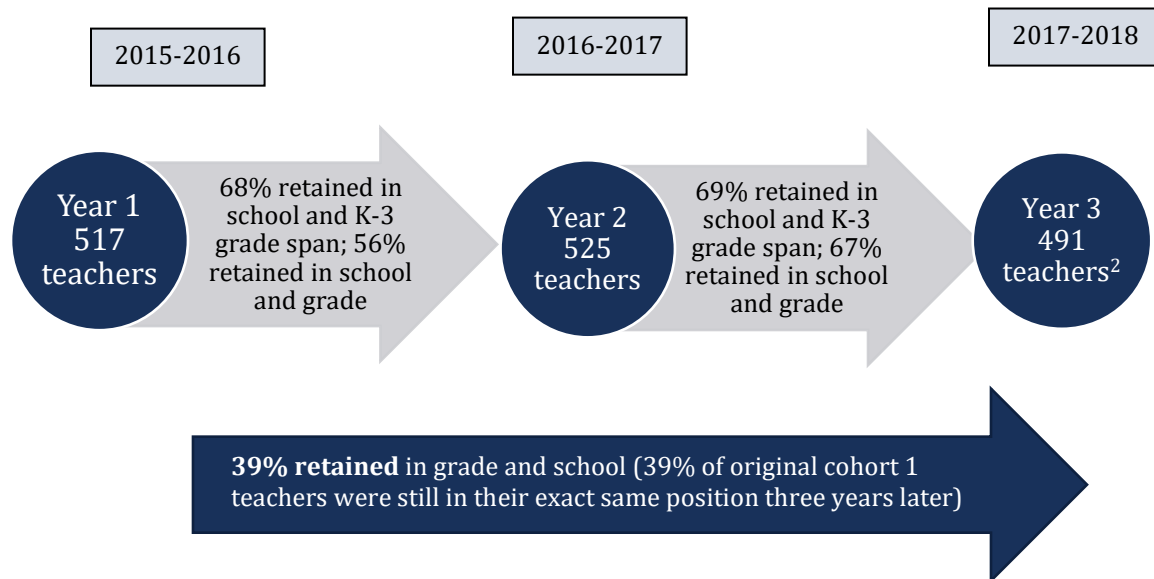 2015-2016
2016-2017
2017-2018
Year 1
517
teachers
68% retained in
school and K-3
grade span; 56%
retained in school
and grade
Year 2
525
teachers
69% retained in
school and K-3
grade span; 67%
retained in school
and grade
Year 3
491
teachers²
39% retained in grade and school (39% of original cohort 1
teachers were still in their exact same position three years later)